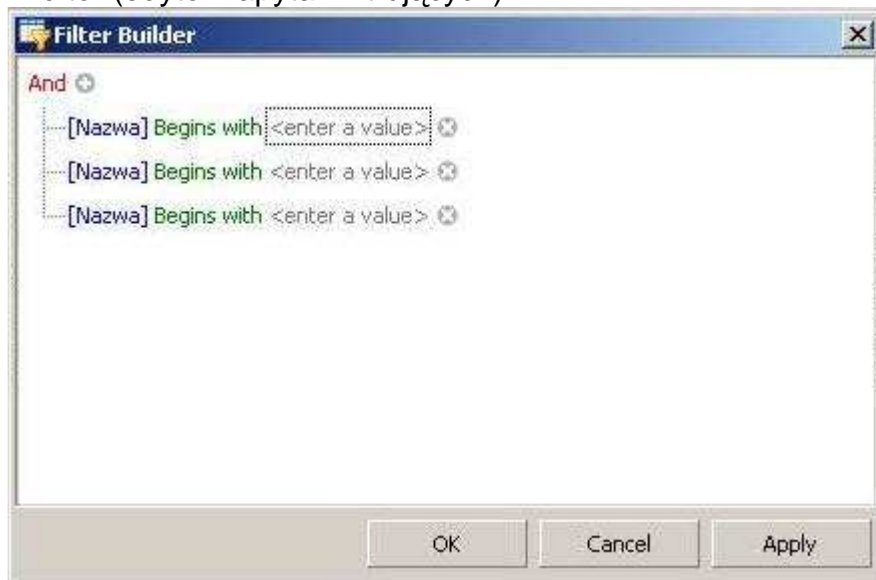 Filter Builder
And
[Nazwa] Begins with <enter a value>
[Nazwa] Begins with <enter a value>
[Nazwa] Begins with <enter a value>
OK Cancel Apply